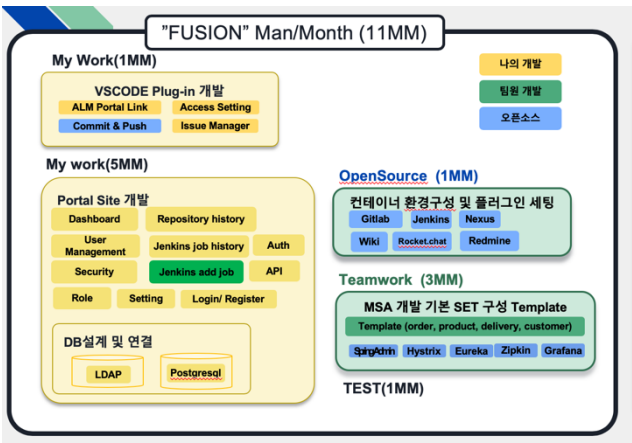 "FUSION" Man/Month (11MM)
My Work(1MM)
VSCODE Plug-in 개발
ALM Portal Link
Access Setting
Commit & Push
Issue Manager
나의 개발
팀원 개발
오픈소스
My work(5MM)
Portal Site 개발
Dashboard
Repository history
User
Management
Jenkins job history
Auth
Security
Jenkins add job
API
Role
Setting
Login/ Register
DB설계 및 연결
LDAP
Postgresql
OpenSource (1MM)
컨테이너 환경구성 및 플러그인 세팅
Gitlab
Jenkins
Nexus
Wiki
Rocket.chat
Redmine
Teamwork (3MM)
MSA 개발 기본 SET 구성 Template
Template (order, product, delivery, customer)
SpringAdmin
Hystrix
Eureka
Zipkin
Grafana
TEST(1MM)